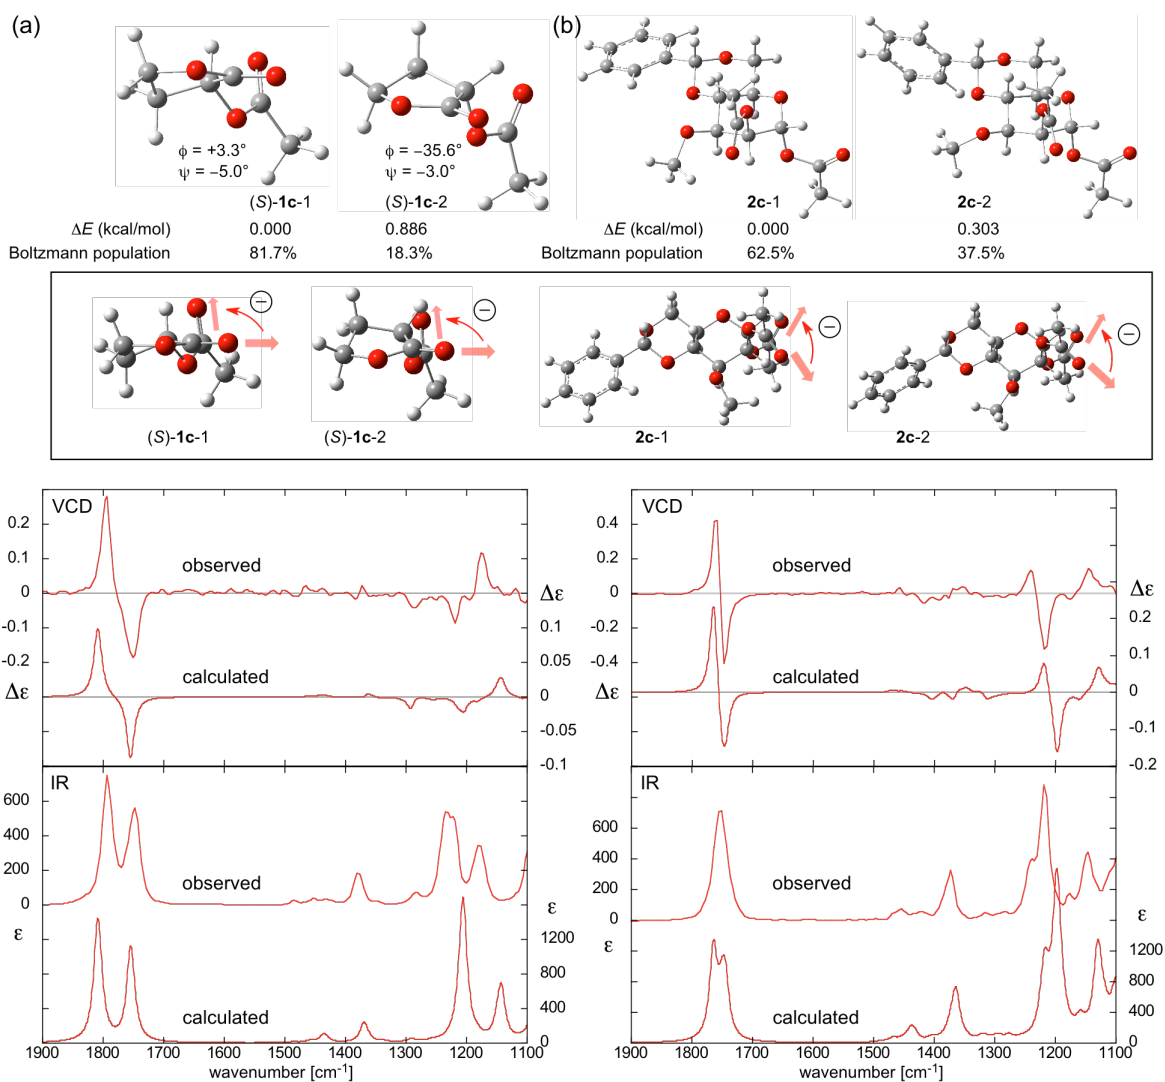 (a)
(b)
ϕ = +3.3°
ψ = −5.0°
ϕ = −35.6°
ψ = −3.0°
(S)-1c-1
(S)-1c-2
2c-1
2c-2
ΔE (kcal/mol) 0.000 0.886
Boltzmann population 81.7% 18.3%
ΔE (kcal/mol) 0.000 0.303
Boltzmann population 62.5% 37.5%
− − − −
(S)-1c-1 (S)-1c-2 2c-1 2c-2
VCD
0.2
0.1
0
-0.1
-0.2
Δε
observed
calculated
Δε
0.1
0.05
0
-0.05
-0.1
IR
600
400
200
0
ε
observed
calculated
ε
1200
800
400
0
1900 1800 1700 1600 1500 1400 1300 1200 1100
wavenumber [cm-1]
VCD
0.4
0.2
0
-0.2
-0.4
Δε
observed
calculated
Δε
0.2
0.1
0
-0.1
-0.2
IR
600
400
200
0
ε
observed
calculated
ε
1200
800
400
0
1900 1800 1700 1600 1500 1400 1300 1200 1100
wavenumber [cm-1]